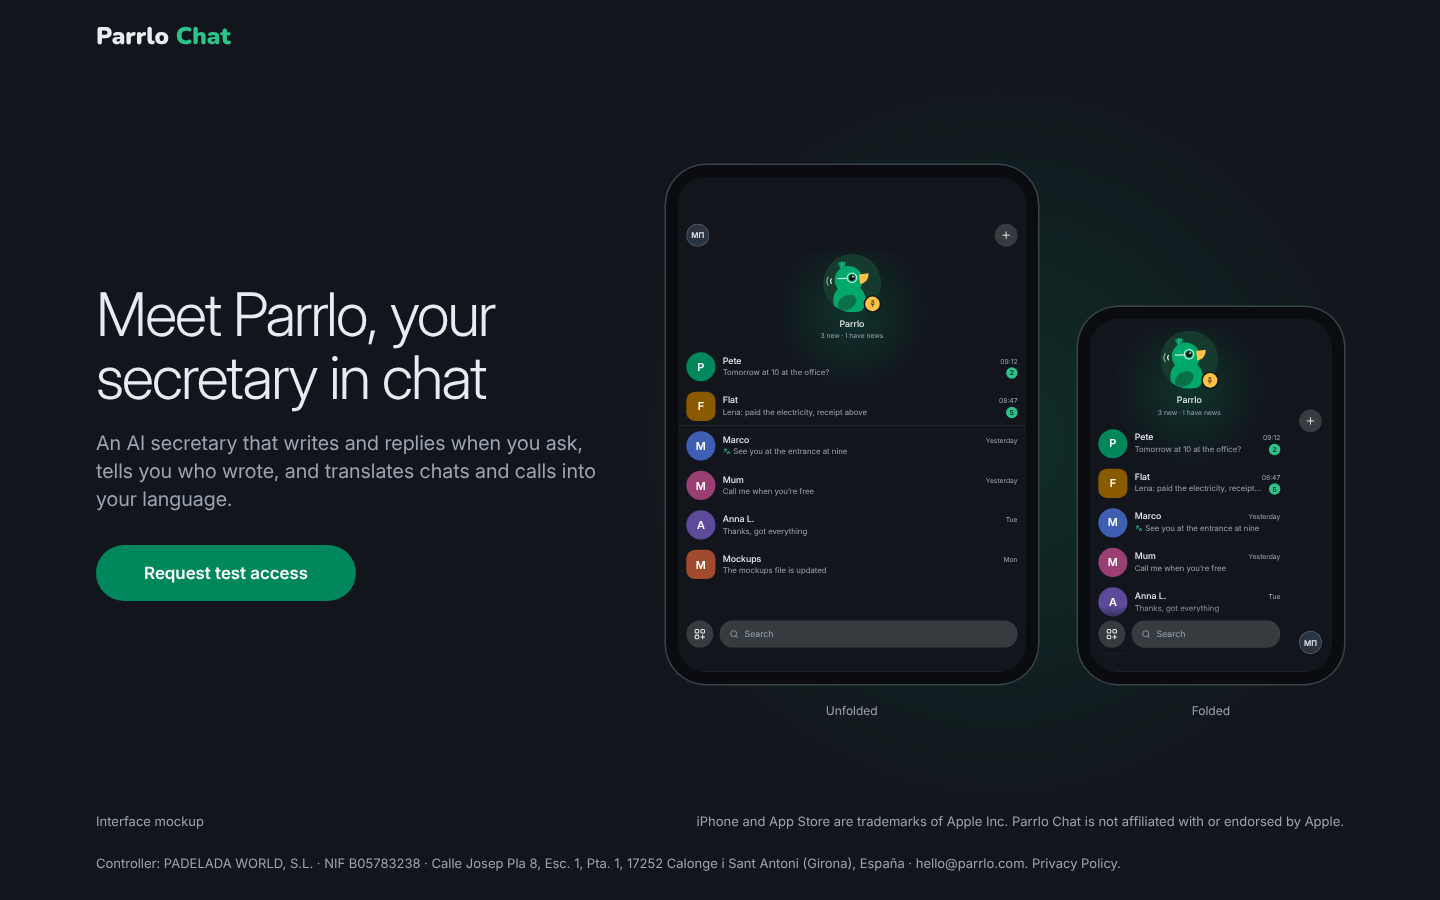 Parrlo Chat
Meet Parrlo, your
secretary in chat
An AI secretary that writes and replies when you ask,
tells you who wrote, and translates chats and calls into
your language.
Request test access
МП
Parrlo
3 new · I have news
P
Pete
09:12
Tomorrow at 10 at the office?
2
F
Flat
08:47
Lena: paid the electricity, receipt above
5
M
Marco
Yesterday
See you at the entrance at nine
M
Mum
Yesterday
Call me when you're free
A
Anna L.
Tue
Thanks, got everything
M
Mockups
Mon
The mockups file is updated
Search
Unfolded
Parrlo
3 new · I have news
P
Pete
09:12
Tomorrow at 10 at the office?
2
F
Flat
08:47
Lena: paid the electricity, receipt...
5
M
Marco
Yesterday
See you at the entrance at nine
M
Mum
Yesterday
Call me when you're free
A
Anna L.
Tue
Thanks, got everything
Search
МП
Folded
Interface mockup
iPhone and App Store are trademarks of Apple Inc. Parrlo Chat is not affiliated with or endorsed by Apple.
Controller: PADELADA WORLD, S.L. · NIF B05783238 · Calle Josep Pla 8, Esc. 1, Pta. 1, 17252 Calonge i Sant Antoni (Girona), España · hello@parrlo.com. Privacy Policy.